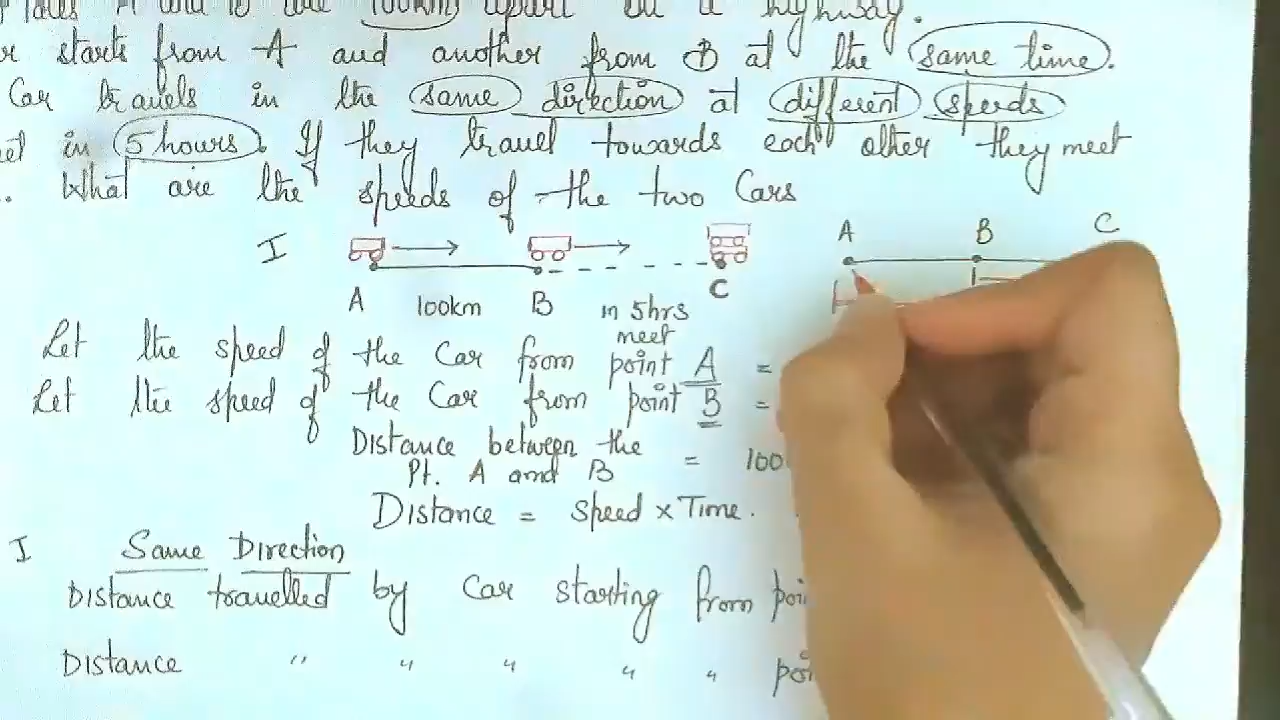 A and B are 100km apart on a highway.
starts from A and another from B at the same time.
Car travels in the same direction at different speeds
in 5 hours. If they travel towards each other they meet
What are the speeds of the two Cars
I
A B C
A 100km B in 5hrs C
meet
Let the speed of the Car from point A =
Let the speed of the Car from point B =
Distance between the
Pt. A and B = 100
Distance = Speed x Time.
I Same Direction
Distance travelled by Car starting from
Distance " " " " "